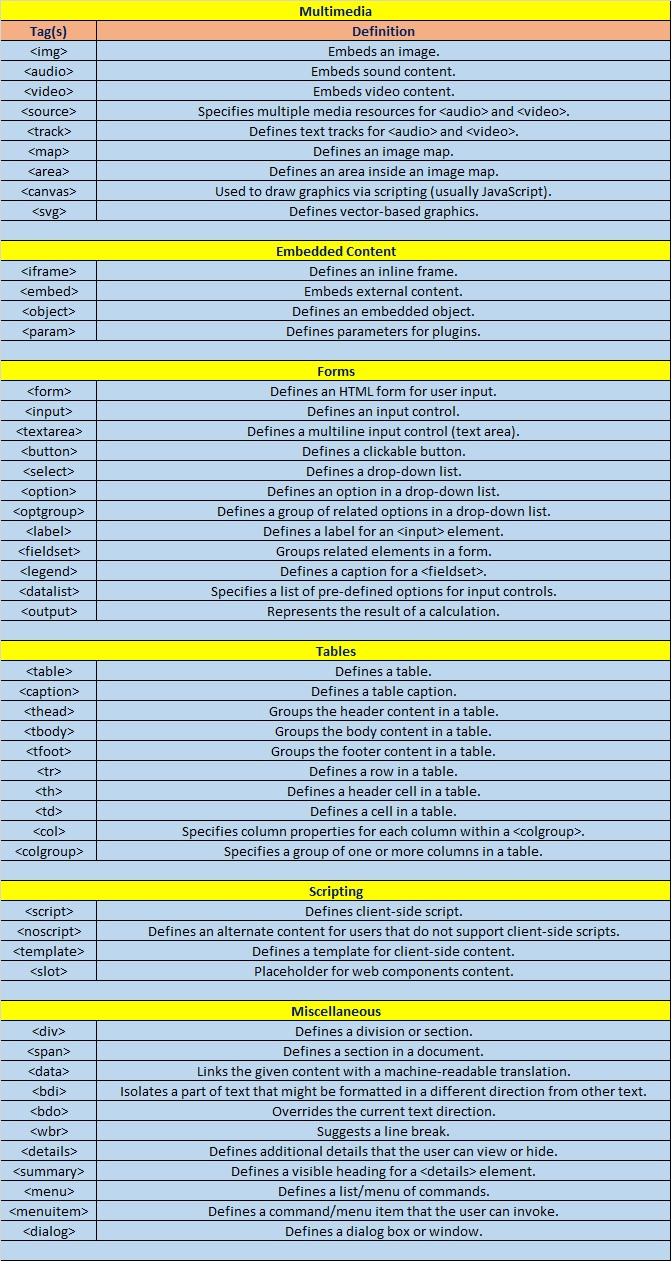 Multimedia
Tag(s) Definition
<img> Embeds an image.
<audio> Embeds sound content.
<video> Embeds video content.
<source> Specifies multiple media resources for <audio> and <video>.
<track> Defines text tracks for <audio> and <video>.
<map> Defines an image map.
<area> Defines an area inside an image map.
<canvas> Used to draw graphics via scripting (usually JavaScript).
<svg> Defines vector-based graphics.
Embedded Content
<iframe> Defines an inline frame.
<embed> Embeds external content.
<object> Defines an embedded object.
<param> Defines parameters for plugins.
Forms
<form> Defines an HTML form for user input.
<input> Defines an input control.
<textarea> Defines a multiline input control (text area).
<button> Defines a clickable button.
<select> Defines a drop-down list.
<option> Defines an option in a drop-down list.
<optgroup> Defines a group of related options in a drop-down list.
<label> Defines a label for an <input> element.
<fieldset> Groups related elements in a form.
<legend> Defines a caption for a <fieldset>.
<datalist> Specifies a list of pre-defined options for input controls.
<output> Represents the result of a calculation.
Tables
<table> Defines a table.
<caption> Defines a table caption.
<thead> Groups the header content in a table.
<tbody> Groups the body content in a table.
<tfoot> Groups the footer content in a table.
<tr> Defines a row in a table.
<th> Defines a header cell in a table.
<td> Defines a cell in a table.
<col> Specifies column properties for each column within a <colgroup>.
<colgroup> Specifies a group of one or more columns in a table.
Scripting
<script> Defines client-side script.
<noscript> Defines an alternate content for users that do not support client-side scripts.
<template> Defines a template for client-side content.
<slot> Placeholder for web components content.
Miscellaneous
<div> Defines a division or section.
<span> Defines a section in a document.
<data> Links the given content with a machine-readable translation.
<bdi> Isolates a part of text that might be formatted in a different direction from other text.
<bdo> Overrides the current text direction.
<wbr> Suggests a line break.
<details> Defines additional details that the user can view or hide.
<summary> Defines a visible heading for a <details> element.
<menu> Defines a list/menu of commands.
<menuitem> Defines a command/menu item that the user can invoke.
<dialog> Defines a dialog box or window.